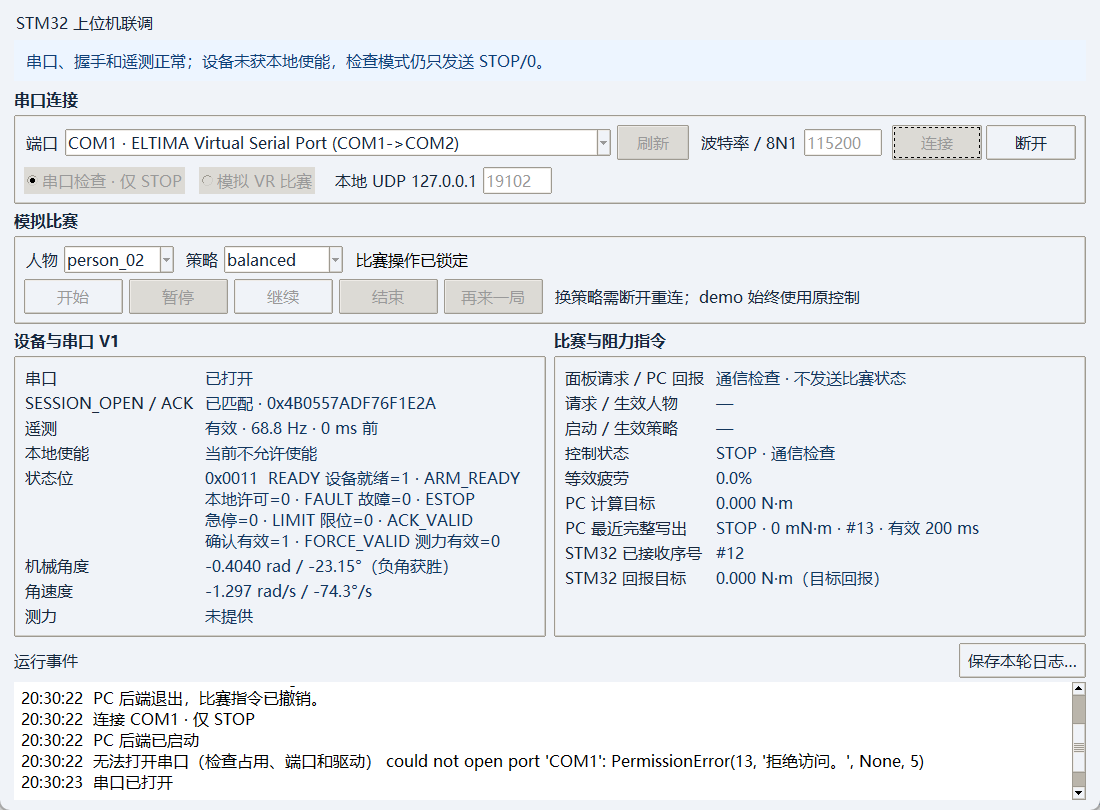 STM32 上位机联调
串口、握手和遥测正常；设备未获本地使能，检查模式仍只发送 STOP/0。
串口连接
端口 COM1 · ELTIMA Virtual Serial Port (COM1->COM2) 刷新 波特率 / 8N1 115200 连接 断开
串口检查 · 仅 STOP 模拟 VR 比赛 本地 UDP 127.0.0.1 19102
模拟比赛
人物 person_02 策略 balanced 比赛操作已锁定
开始 暂停 继续 结束 再来一局 换策略需断开重连；demo 始终使用原控制
设备与串口 V1
串口 已打开
SESSION_OPEN / ACK 已匹配 · 0x4B0557ADF76F1E2A
遥测 有效 · 68.8 Hz · 0 ms 前
本地使能 当前不允许使能
状态位 0x0011 READY 设备就绪=1 · ARM_READY
本地许可=0 · FAULT 故障=0 · ESTOP
急停=0 · LIMIT 限位=0 · ACK_VALID
确认有效=1 · FORCE_VALID 测力有效=0
机械角度 -0.4040 rad / -23.15°（负角获胜）
角速度 -1.297 rad/s / -74.3°/s
测力 未提供
比赛与阻力指令
面板请求 / PC 回报 通信检查 · 不发送比赛状态
请求 / 生效人物 —
启动 / 生效策略 —
控制状态 STOP · 通信检查
等效疲劳 0.0%
PC 计算目标 0.000 N·m
PC 最近完整写出 STOP · 0 mN·m · #13 · 有效 200 ms
STM32 已接收序号 #12
STM32 回报目标 0.000 N·m（目标回报）
运行事件 保存本轮日志...
20:30:22 PC 后端退出，比赛指令已撤销。
20:30:22 连接 COM1 · 仅 STOP
20:30:22 PC 后端已启动
20:30:22 无法打开串口（检查占用、端口和驱动） could not open port 'COM1': PermissionError(13, '拒绝访问。', None, 5)
20:30:23 串口已打开